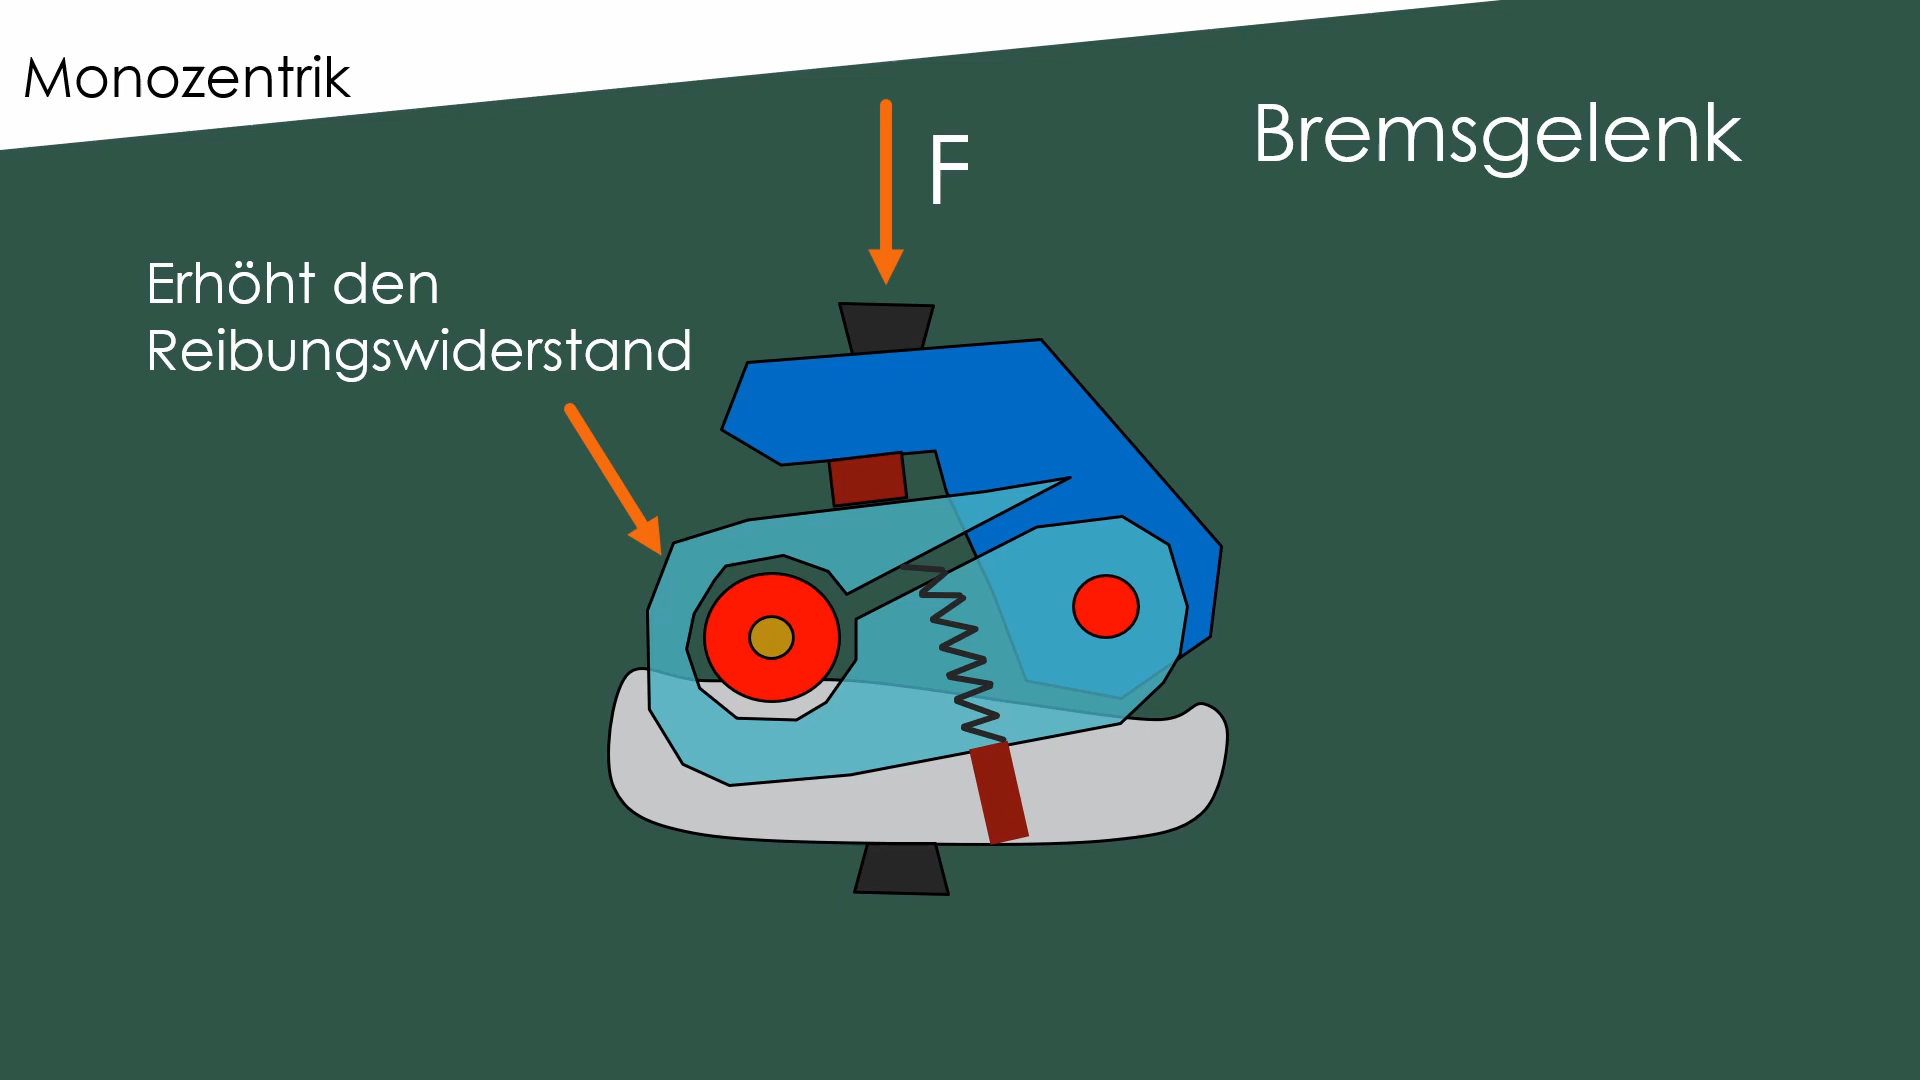 Monozentrik
Bremsgelenk
F
Erhöht den
Reibungswiderstand